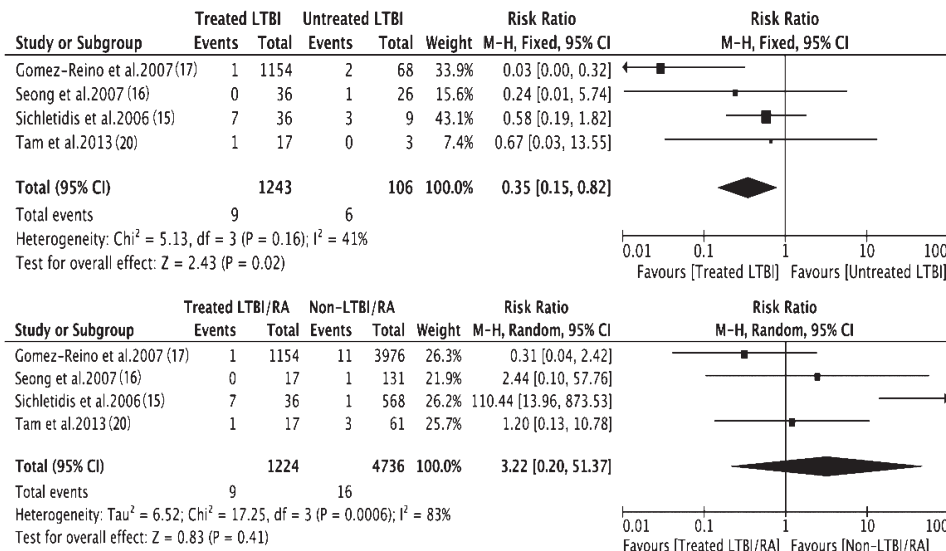 Treated LTBI Untreated LTBI Risk Ratio Risk Ratio
Study or Subgroup Events Total Events Total Weight M-H, Fixed, 95% CI M-H, Fixed, 95% CI
Gomez-Reino et al.2007 (17) 1 1154 2 68 33.9% 0.03 [0.00, 0.32]
Seong et al.2007 (16) 0 36 1 26 15.6% 0.24 [0.01, 5.74]
Sichletidis et al.2006 (15) 7 36 3 9 43.1% 0.58 [0.19, 1.82]
Tam et al.2013 (20) 1 17 0 3 7.4% 0.67 [0.03, 13.55]
Total (95% CI) 1243 106 100.0% 0.35 [0.15, 0.82]
Total events 9 6
Heterogeneity: Chi² = 5.13, df = 3 (P = 0.16); I² = 41%
Test for overall effect: Z = 2.43 (P = 0.02)
0.01 0.1 1 10 100
Favours [Treated LTBI] Favours [Untreated LTBI]
Treated LTBI/RA Non-LTBI/RA Risk Ratio Risk Ratio
Study or Subgroup Events Total Events Total Weight M-H, Random, 95% CI M-H, Random, 95% CI
Gomez-Reino et al.2007 (17) 1 1154 11 3976 26.3% 0.31 [0.04, 2.42]
Seong et al.2007 (16) 0 17 1 131 21.9% 2.44 [0.10, 57.76]
Sichletidis et al.2006 (15) 7 36 1 568 26.2% 110.44 [13.96, 873.53]
Tam et al.2013 (20) 1 17 3 61 25.7% 1.20 [0.13, 10.78]
Total (95% CI) 1224 4736 100.0% 3.22 [0.20, 51.37]
Total events 9 16
Heterogeneity: Tau² = 6.52; Chi² = 17.25, df = 3 (P = 0.0006); I² = 83%
Test for overall effect: Z = 0.83 (P = 0.41)
0.01 0.1 1 10 100
Favours [Treated LTBI/RA] Favours [Non-LTBI/RA]